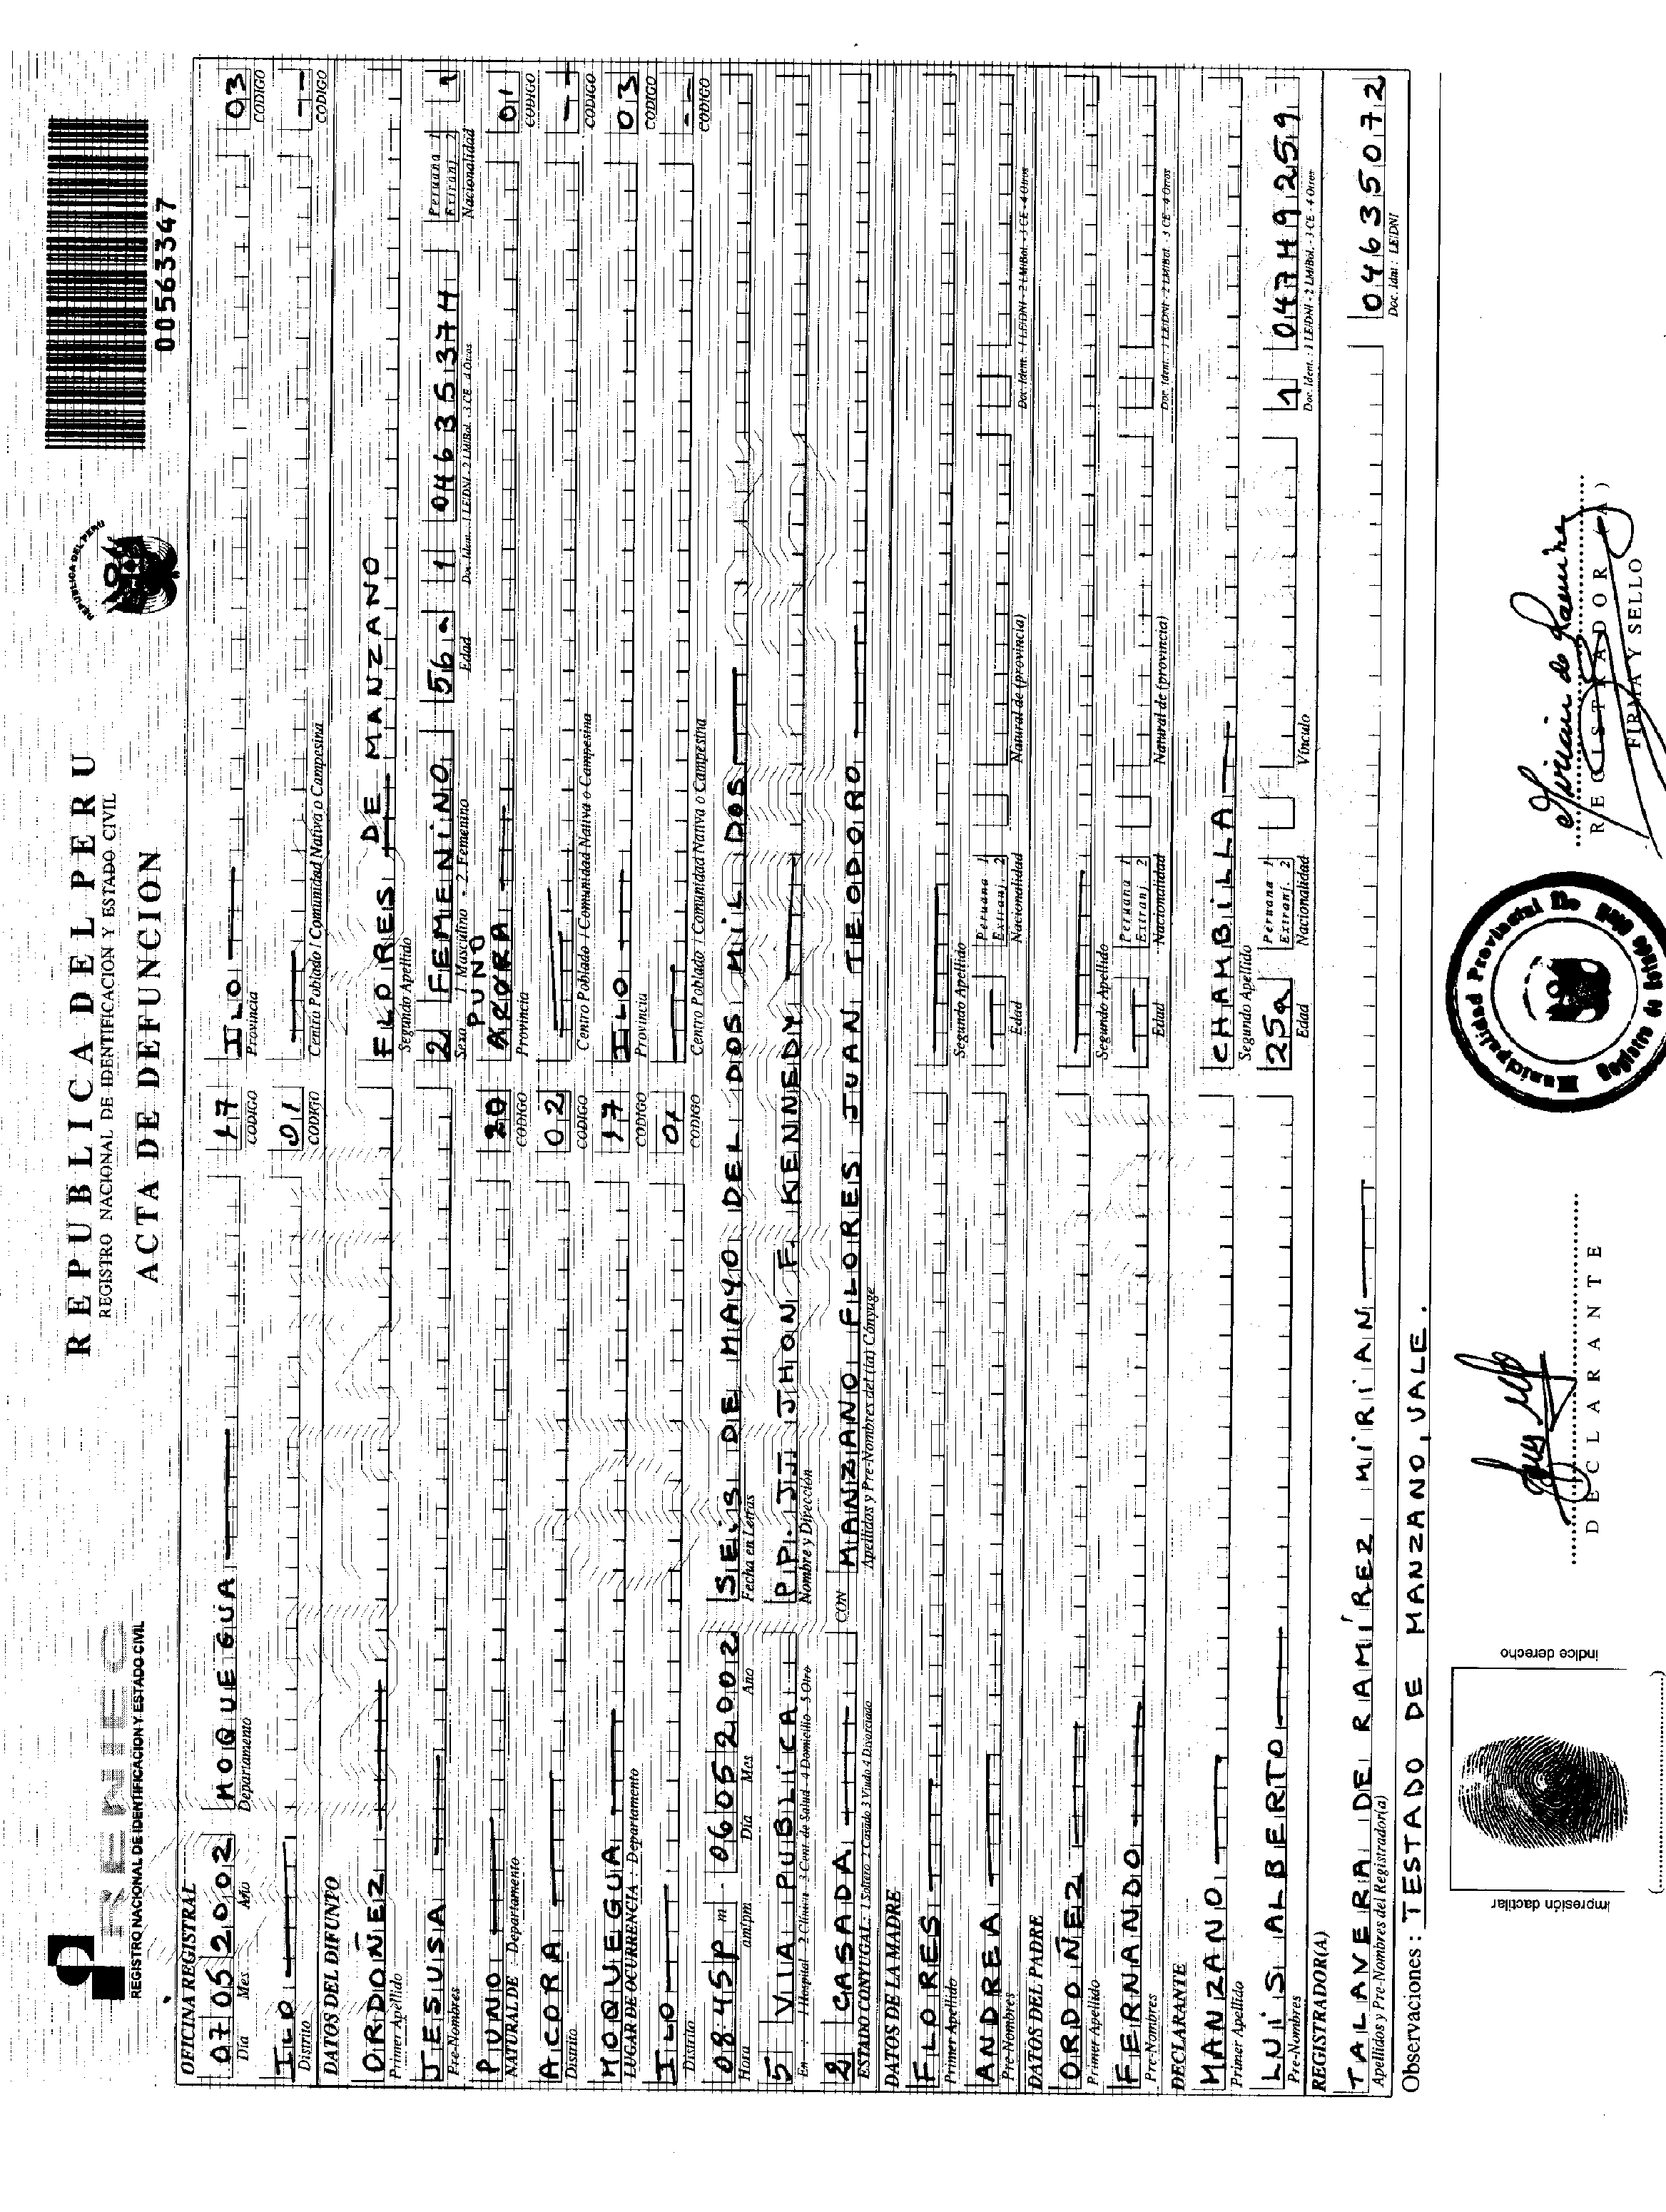 RENIEC
REGISTRO NACIONAL DE IDENTIFICACION Y ESTADO CIVIL
REPUBLICA DEL PERU
REGISTRO NACIONAL DE IDENTIFICACION Y ESTADO CIVIL
ACTA DE DEFUNCION
REPUBLICA DEL PERU
00563347
OFICINA REGISTRAL
07 05 2002 MOQUEGUA 17 ILO 03
Dia Mes Año Departamento CODIGO Provincia CODIGO
ILO 01 --
Distrito CODIGO Centro Poblado / Comunidad Nativa o Campesina CODIGO
DATOS DEL DIFUNTO
ORDOÑEZ FLORES DE MANZANO
Primer Apellido Segundo Apellido
JESUSA 2 FEMENINO 56a 1 04635374 Peruana 1 Extranj 2 1
Pre-Nombres Sexo 1 Masculino - 2 Femenino Edad Doc. Iden. 1 LE/DNI - 2 LM/Bol. - 3 CE - 4 Otros Nacionalidad
PUNO
PUNO 20 01
NATURAL DE : Departamento CODIGO Provincia CODIGO
ACORA 02 --
Distrito CODIGO Centro Poblado / Comunidad Nativa o Campesina CODIGO
MOQUEGUA 17 ILO 03
LUGAR DE OCURRENCIA : Departamento CODIGO Provincia CODIGO
ILO 01 --
Distrito CODIGO Centro Poblado / Comunidad Nativa o Campesina CODIGO
08:45 P m 06 05 2002 SEIS DE MAYO DEL DOS MIL DOS
Hora am/pm Dia Mes Año Fecha en Letras
5 VIA PUBLICA P.P. J.J. JHON F. KENNEDY
En : 1 Hospital 2 Clínica 3 Cent. de Salud 4 Domicilio 5 Otro Nombre y Dirección
2 CASADA CON MANZANO FLORES JUAN TEODORO
ESTADO CONYUGAL: 1 Soltero 2 Casado 3 Viudo 4 Divorciado Apellidos y Pre-Nombres del (la) Cónyuge
DATOS DE LA MADRE
FLORES
Primer Apellido Segundo Apellido
ANDREA Peruana 1 Extranj. 2
Pre-Nombres Edad Nacionalidad Natural de (provincia) Doc. Iden. : 1 LE/DNI - 2 LM/Bol. - 3 CE - 4 Otros
DATOS DEL PADRE
ORDOÑEZ
Primer Apellido Segundo Apellido
FERNANDO Peruana 1 Extranj. 2
Pre-Nombres Edad Nacionalidad Natural de (provincia) Doc. Iden. : 1 LE/DNI - 2 LM/Bol. - 3 CE - 4 Otros
DECLARANTE
MANZANO CHAMBILLA
Primer Apellido Segundo Apellido
LUIS ALBERTO 25a Peruana 1 Extranj. 2 1 04749259
Pre-Nombres Edad Nacionalidad Vínculo Doc. Iden. : 1 LE/DNI - 2 LM/Bol. - 3 CE - 4 Otros
REGISTRADOR(A)
TALAVERA DE RAMÍREZ MIRIAN 04635072
Apellidos y Pre-Nombres del Registrador(a) Doc. Idnt : LE/DNI
Observaciones : TESTADO DE MANZANO, VALE.
impresión dactilar
indice derecho
DECLARANTE
Municipalidad Provincial De
Registro de
Mirian de Ramirez
REGISTRADOR(A)
FIRMA Y SELLO